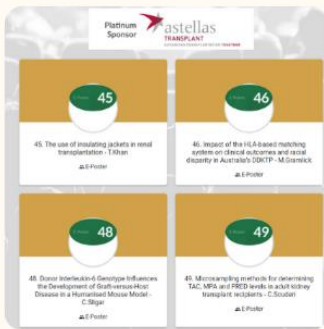 Platinum
Sponsor
astellas
TRANSPLANT
45
46
45. The use of insulating jackets in renal
transplantation - T.Khan
E-Poster
46. Impact of the HLA-based matching
system on clinical outcomes and racial
disparity in Australia's DDKTP - M.Gramlick
E-Poster
48
49
48. Donor Interleukin-6 Genotype Influences
the Development of Graft-versus-Host
Disease in a Humanised Mouse Model -
C.Sligar
E-Poster
49. Microsampling methods for determining
TAC, MPA and PRED levels in adult kidney
transplant recipients - C.Scuderi
E-Poster